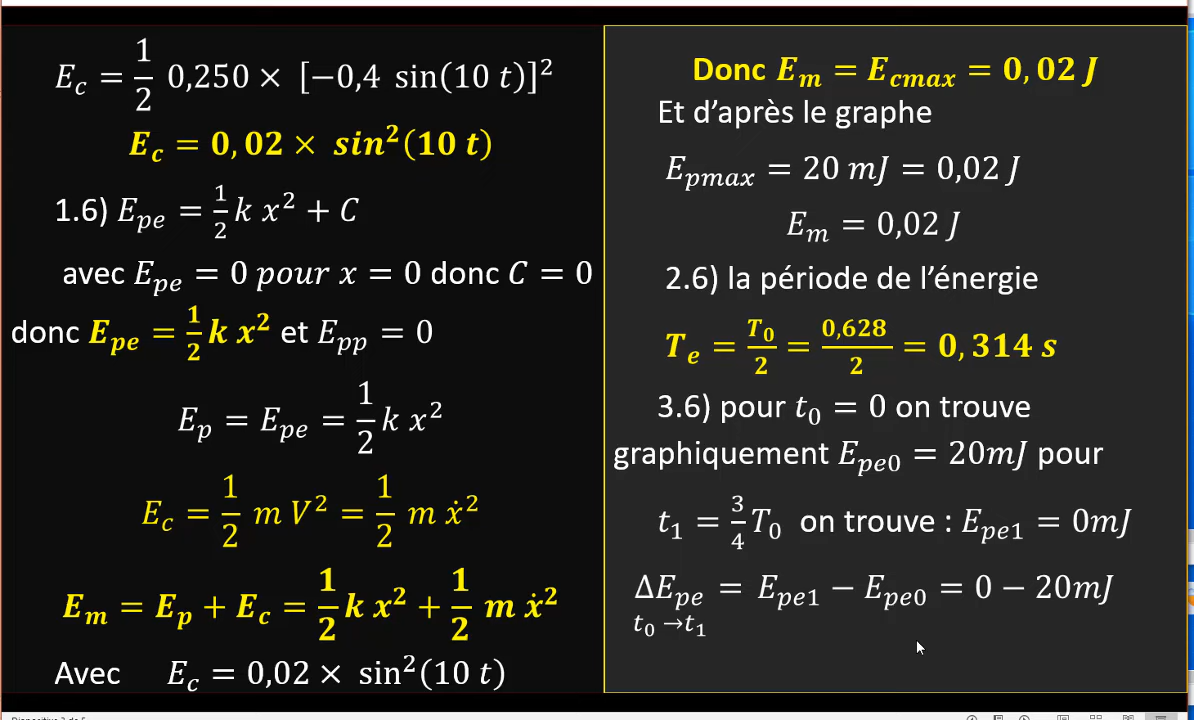 E_c = 1/2 0,250 × [−0,4 sin(10 t)]²
E_c = 0,02 × sin²(10 t)
1.6) E_pe = 1/2 k x² + C
avec E_pe = 0 pour x = 0 donc C = 0
donc E_pe = 1/2 k x² et E_pp = 0
E_p = E_pe = 1/2 k x²
E_c = 1/2 m V² = 1/2 m ẋ²
E_m = E_p + E_c = 1/2 k x² + 1/2 m ẋ²
Avec E_c = 0,02 × sin²(10 t)
Donc E_m = E_cmax = 0,02 J
Et d’après le graphe
E_pmax = 20 mJ = 0,02 J
E_m = 0,02 J
2.6) la période de l’énergie
T_e = T_0/2 = 0,628/2 = 0,314 s
3.6) pour t_0 = 0 on trouve
graphiquement E_pe0 = 20mJ pour
t_1 = 3/4 T_0 on trouve : E_pe1 = 0mJ
ΔE_pe = E_pe1 − E_pe0 = 0 − 20mJ
t_0 →t_1